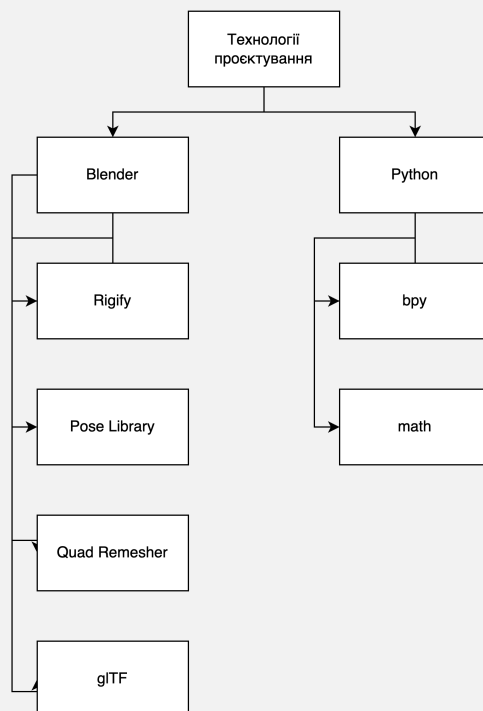 Технології
проєктування
Blender
Python
Rigify
bpy
Pose Library
math
Quad Remesher
glTF